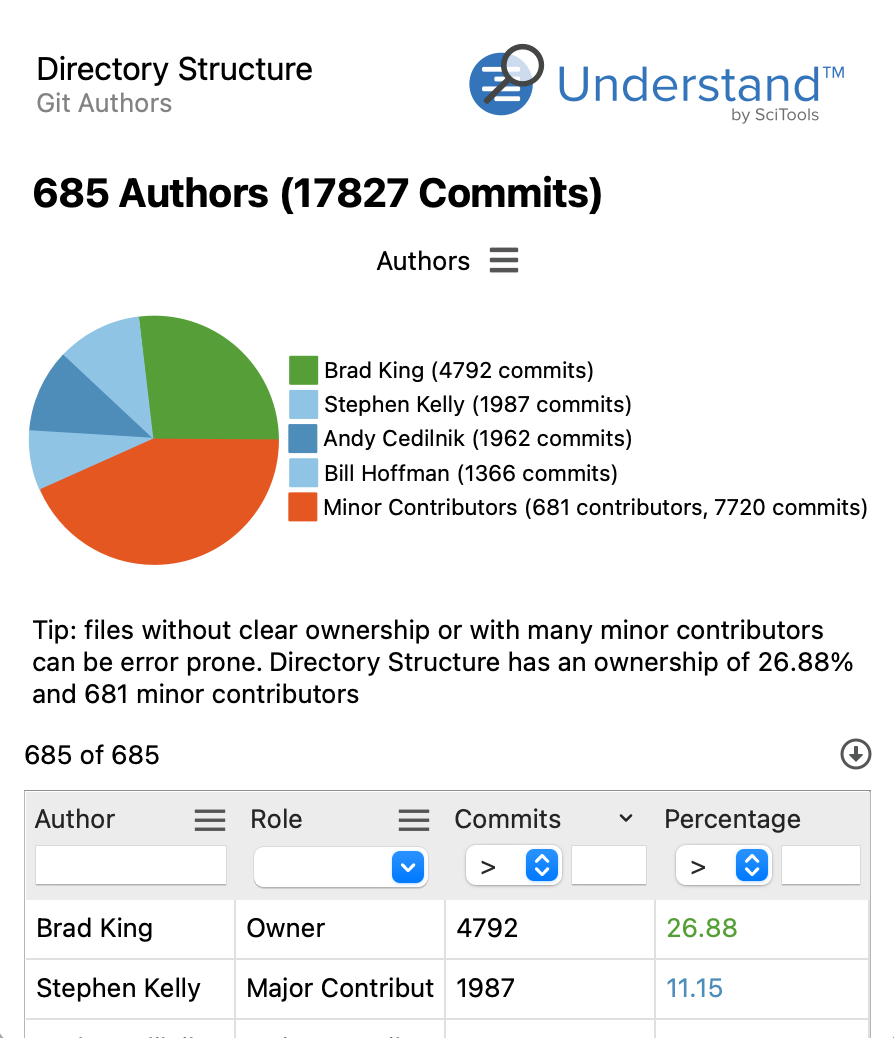 Directory Structure
Git Authors
Understand™
by SciTools
685 Authors (17827 Commits)
Authors
Brad King (4792 commits)
Stephen Kelly (1987 commits)
Andy Cedilnik (1962 commits)
Bill Hoffman (1366 commits)
Minor Contributors (681 contributors, 7720 commits)
Tip: files without clear ownership or with many minor contributors
can be error prone. Directory Structure has an ownership of 26.88%
and 681 minor contributors
685 of 685
Author Role Commits Percentage
> >
Brad King Owner 4792 26.88
Stephen Kelly Major Contribut 1987 11.15